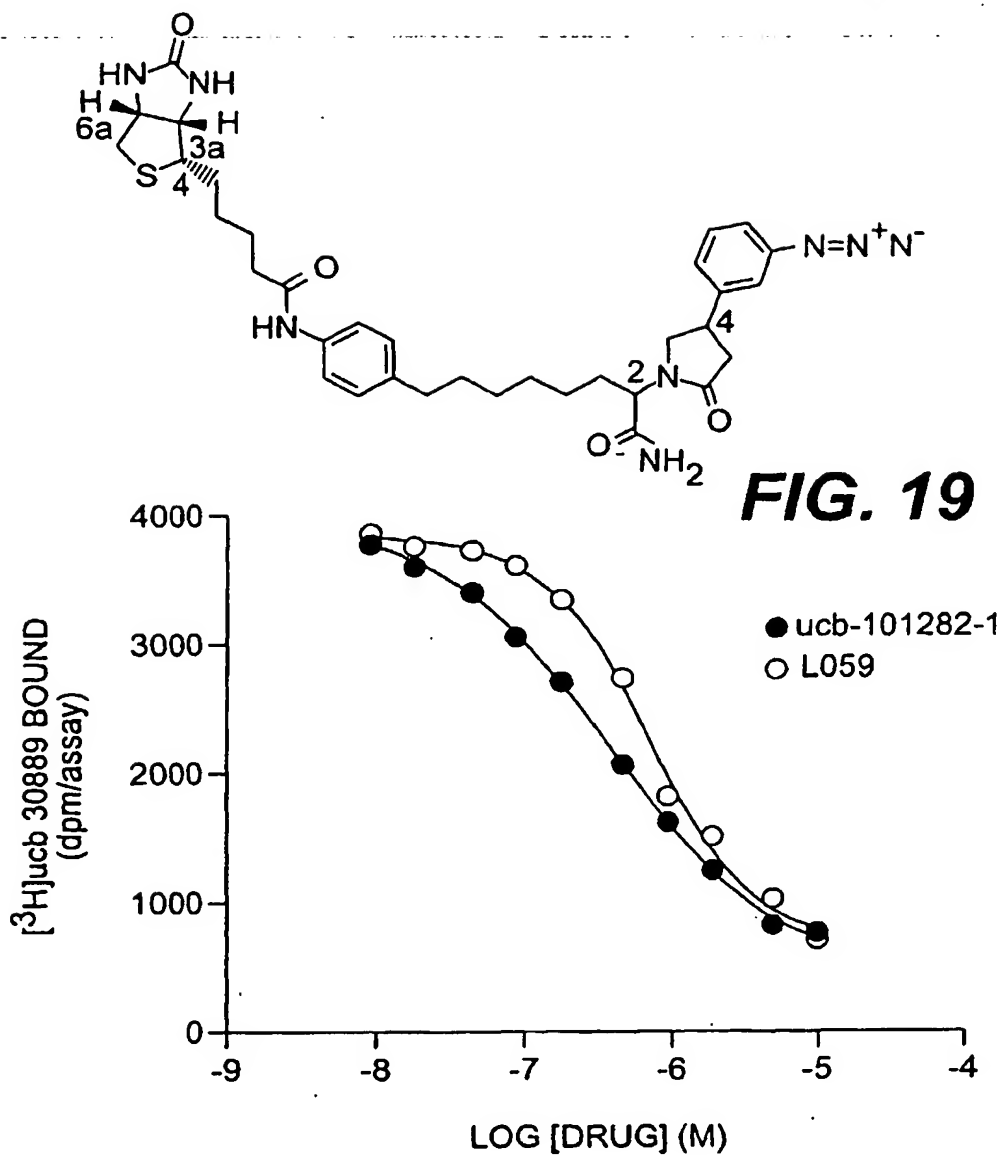 O
HN
NH
H
H
6a
3a
S
4
O
HN
N=N⁺N⁻
4
2
N
O
O
NH₂
FIG. 19
[³H]ucb 30889 BOUND
(dpm/assay)
4000
3000
2000
1000
0
● ucb-101282-1
○ L059
-9
-8
-7
-6
-5
-4
LOG [DRUG] (M)